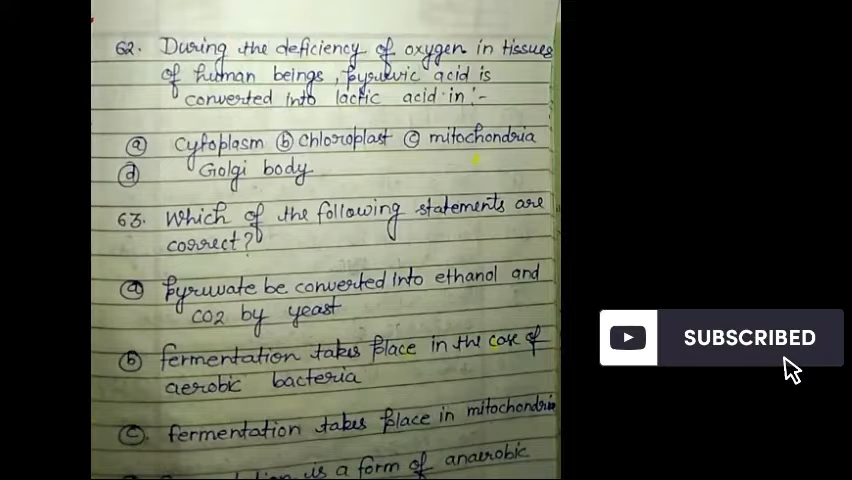 62. During the deficiency of oxygen in tissues
of human beings, pyruvic acid is
converted into lactic acid in :-
(a) Cytoplasm (b) chloroplast (c) mitochondria
(d) Golgi body
63. Which of the following statements are
correct?
(a) pyruvate be converted into ethanol and
CO2 by yeast
(b) fermentation takes place in the case of
aerobic bacteria
(c) fermentation takes place in mitochondria
is a form of anaerobic
SUBSCRIBED